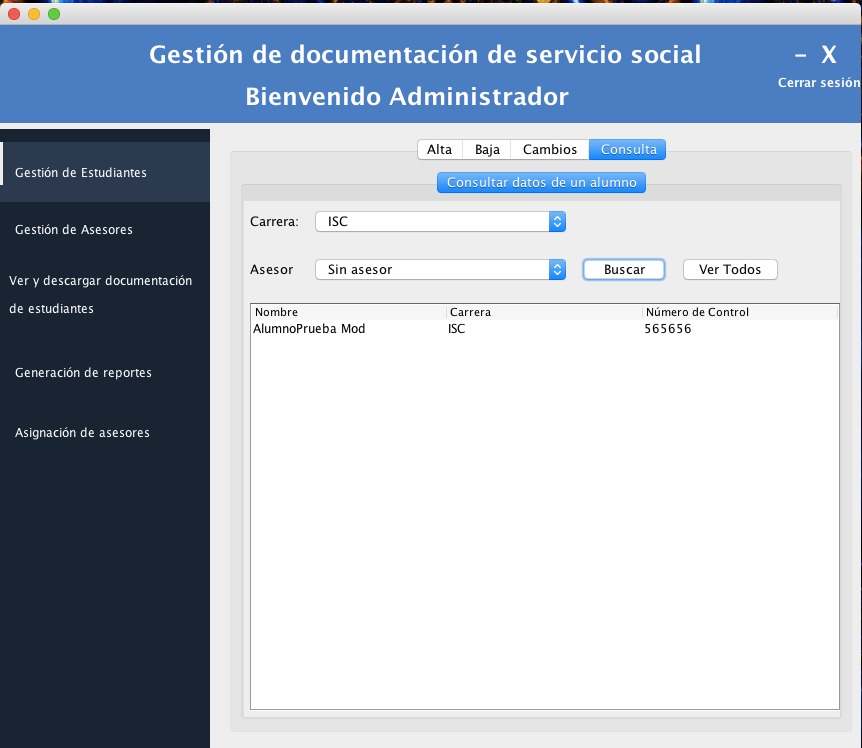 Gestión de documentación de servicio social
Bienvenido Administrador
– X
Cerrar sesión
Gestión de Estudiantes
Gestión de Asesores
Ver y descargar documentación
de estudiantes
Generación de reportes
Asignación de asesores
Alta Baja Cambios Consulta
Consultar datos de un alumno
Carrera: ISC
Asesor Sin asesor Buscar Ver Todos
Nombre Carrera Número de Control
AlumnoPrueba Mod ISC 565656